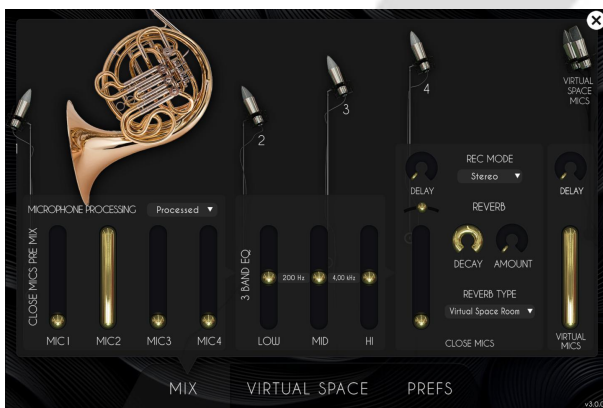 VIRTUAL
SPACE
MICS
1
2
3
4
MICROPHONE PROCESSING
Processed
CLOSE MICS PRE MIX
MIC1
MIC2
MIC3
MIC4
3 BAND EQ
200 Hz
4,00 kHz
LOW
MID
HI
DELAY
REC MODE
Stereo
REVERB
DECAY
AMOUNT
REVERB TYPE
Virtual Space Room
CLOSE MICS
DELAY
VIRTUAL
MICS
MIX
VIRTUAL SPACE
PREFS
v3.0.0